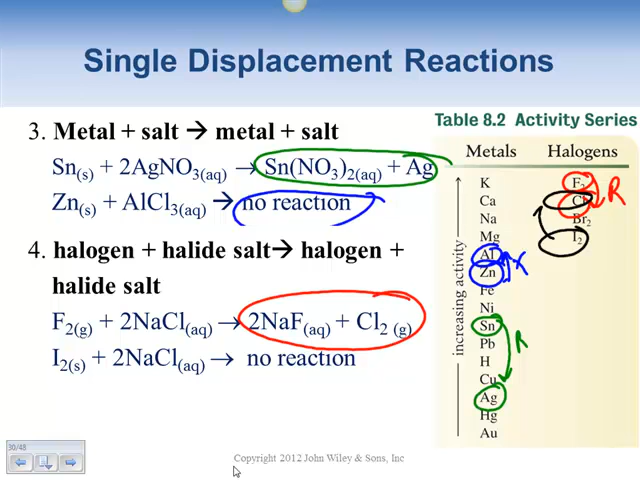 Single Displacement Reactions
3. Metal + salt → metal + salt
Sn(s) + 2AgNO3(aq) → Sn(NO3)2(aq) + Ag
Zn(s) + AlCl3(aq) → no reaction
4. halogen + halide salt→ halogen +
halide salt
F2(g) + 2NaCl(aq) → 2NaF(aq) + Cl2 (g)
I2(s) + 2NaCl(aq) → no reaction
Table 8.2 Activity Series
Metals Halogens
increasing activity
K F2
Ca Cl2
Na Br2
Mg I2
Al
Zn
Fe
Ni
Sn
Pb
H
Cu
Ag
Hg
Au
R
X
R
30/48
Copyright 2012 John Wiley & Sons, Inc